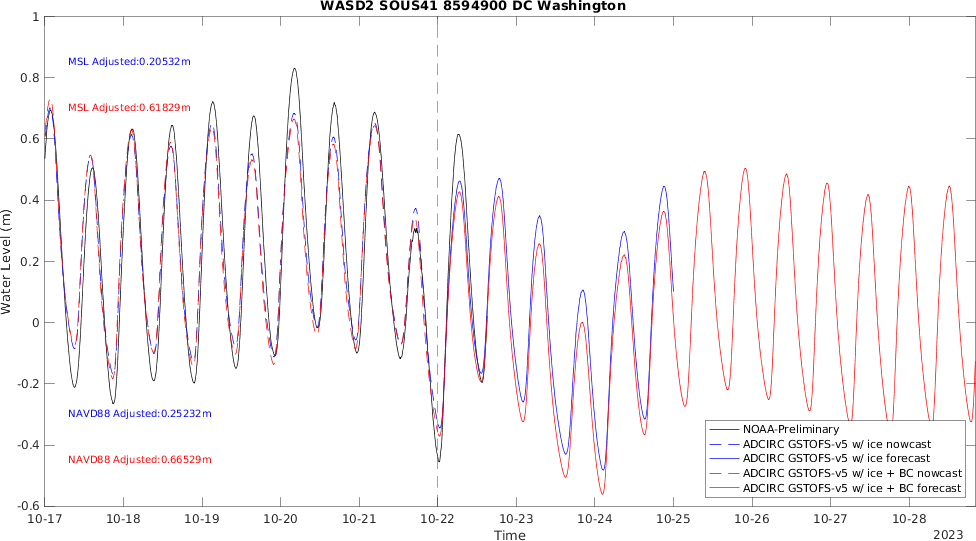 WASD2 SOUS41 8594900 DC Washington
1
0.8
0.6
0.4
0.2
0
-0.2
-0.4
-0.6
Water Level (m)
MSL Adjusted:0.20532m
MSL Adjusted:0.61829m
NAVD88 Adjusted:0.25232m
NAVD88 Adjusted:0.66529m
NOAA-Preliminary
ADCIRC GSTOFS-v5 w/ ice nowcast
ADCIRC GSTOFS-v5 w/ ice forecast
ADCIRC GSTOFS-v5 w/ice + BC nowcast
ADCIRC GSTOFS-v5 w/ice + BC forecast
10-17 10-18 10-19 10-20 10-21 10-22 10-23 10-24 10-25 10-26 10-27 10-28
Time
2023